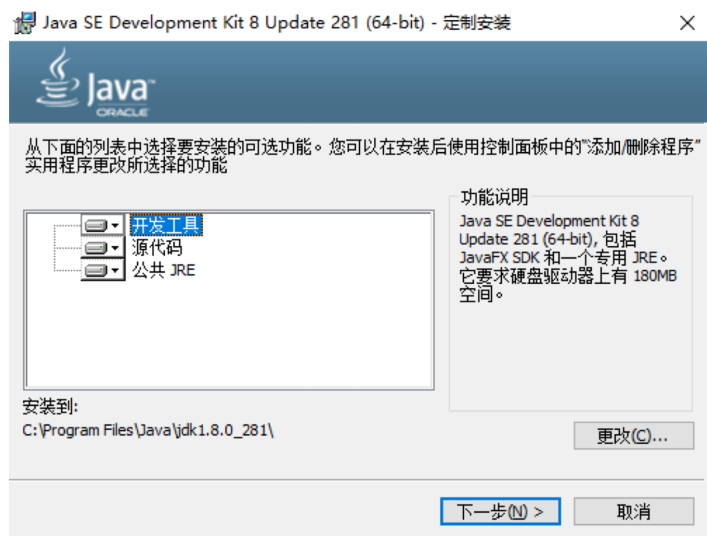 Java SE Development Kit 8 Update 281 (64-bit) - 定制安装
Java™
ORACLE
从下面的列表中选择要安装的可选功能。您可以在安装后使用控制面板中的"添加/删除程序"
实用程序更改所选择的功能
开发工具
源代码
公共 JRE
功能说明
Java SE Development Kit 8
Update 281 (64-bit), 包括
JavaFX SDK 和一个专用 JRE。
它要求硬盘驱动器上有 180MB
空间。
安装到:
C:\Program Files\Java\jdk1.8.0_281\
更改(C)...
下一步(N) >
取消